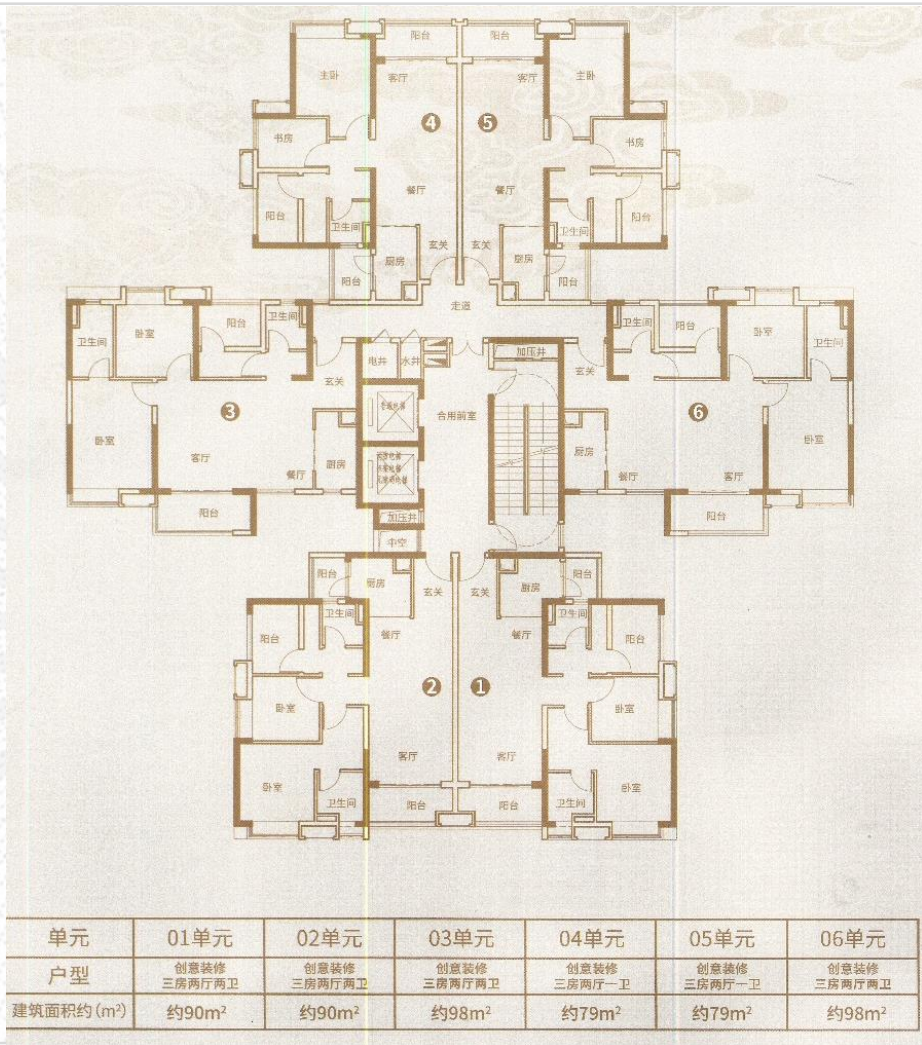 阳台 阳台
主卧 客厅 客厅 主卧
④ ⑤
书房 书房
餐厅 餐厅
阳台 卫生间 卫生间 阳台
玄关 玄关
厨房 厨房
阳台 阳台
走道
卫生间 卧室 阳台 卫生间 卫生间 阳台 卧室 卫生间
电井 水井 加压井
玄关 玄关
③ 合用前室 ⑥
卧室 卧室
客厅 餐厅 厨房 厨房 餐厅 客厅
阳台 加压井 阳台
中空
阳台 厨房 玄关 玄关 厨房 阳台
卫生间 卫生间
阳台 餐厅 餐厅 阳台
② ①
卧室 卧室
客厅 客厅
卧室 卧室
卫生间 阳台 阳台 卫生间
单元 01单元 02单元 03单元 04单元 05单元 06单元
户型 创意装修 创意装修 创意装修 创意装修 创意装修 创意装修
三房两厅两卫 三房两厅两卫 三房两厅两卫 三房两厅一卫 三房两厅一卫 三房两厅两卫
建筑面积约(m²) 约90m² 约90m² 约98m² 约79m² 约79m² 约98m²